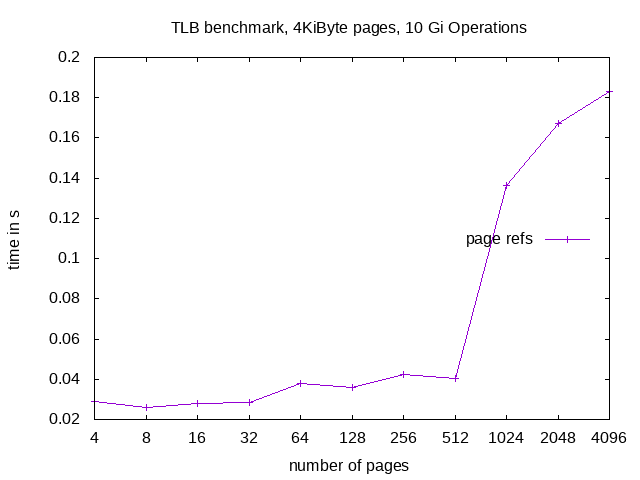 TLB benchmark, 4KiByte pages, 10 Gi Operations
0.2
0.18
0.16
0.14
0.12
0.1
0.08
0.06
0.04
0.02
time in s
page refs
4 8 16 32 64 128 256 512 1024 2048 4096
number of pages